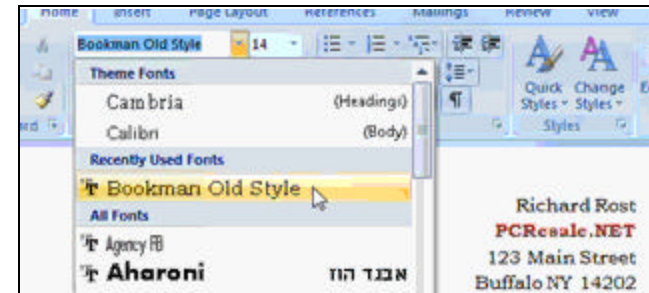 Home Insert Page Layout References Mailings Review View
Bookman Old Style 14
Theme Fonts
Cambria (Headings)
Calibri (Body)
Recently Used Fonts
Bookman Old Style
All Fonts
Agency FB
Aharoni אבגד הוז
Quick Styles
Change Styles
Styles
Richard Rost
PCResale.NET
123 Main Street
Buffalo NY 14202